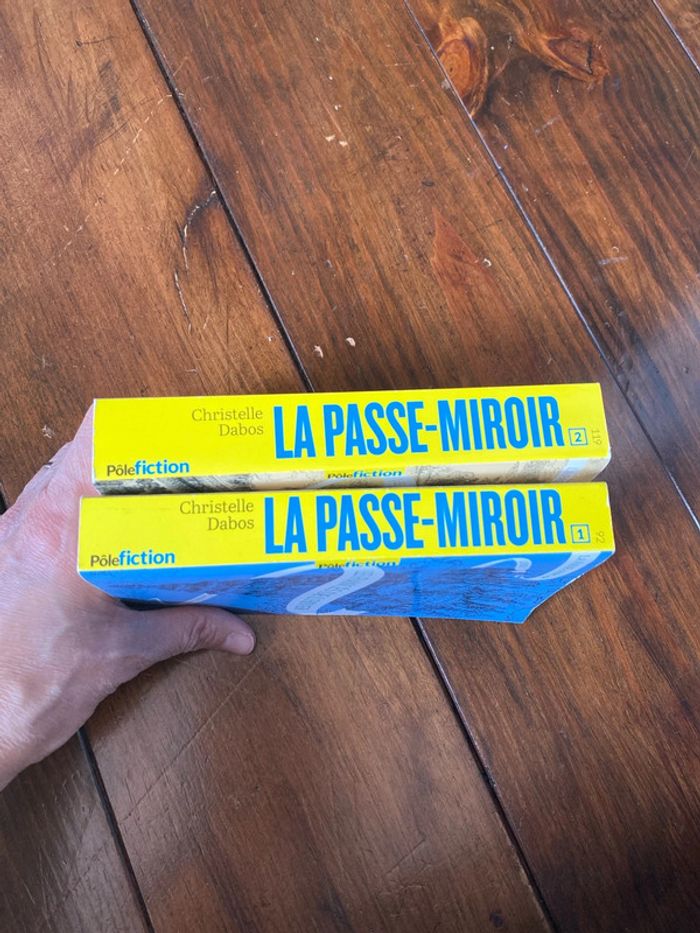 Christelle
Dabos
LA PASSE-MIROIR
2
119
Pôlefiction
Pôlefiction
Christelle
Dabos
LA PASSE-MIROIR
1
92
Pôlefiction
Pôlefiction